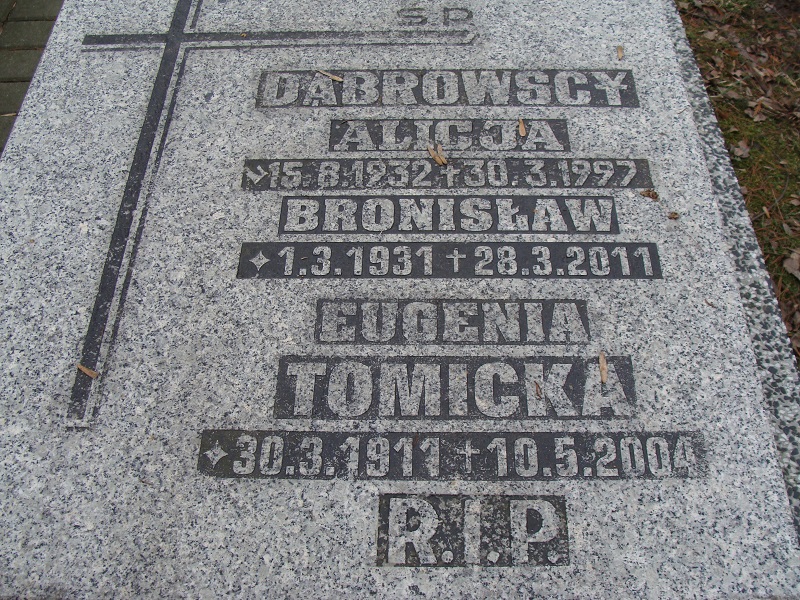 Ś.P.
DĄBROWSCY
ALICJA
15.8.1932 + 30.3.1997
BRONISŁAW
1.3.1931 † 28.3.2011
EUGENIA
TOMICKA
30.3.1911 † 10.5.2004
R.I.P.